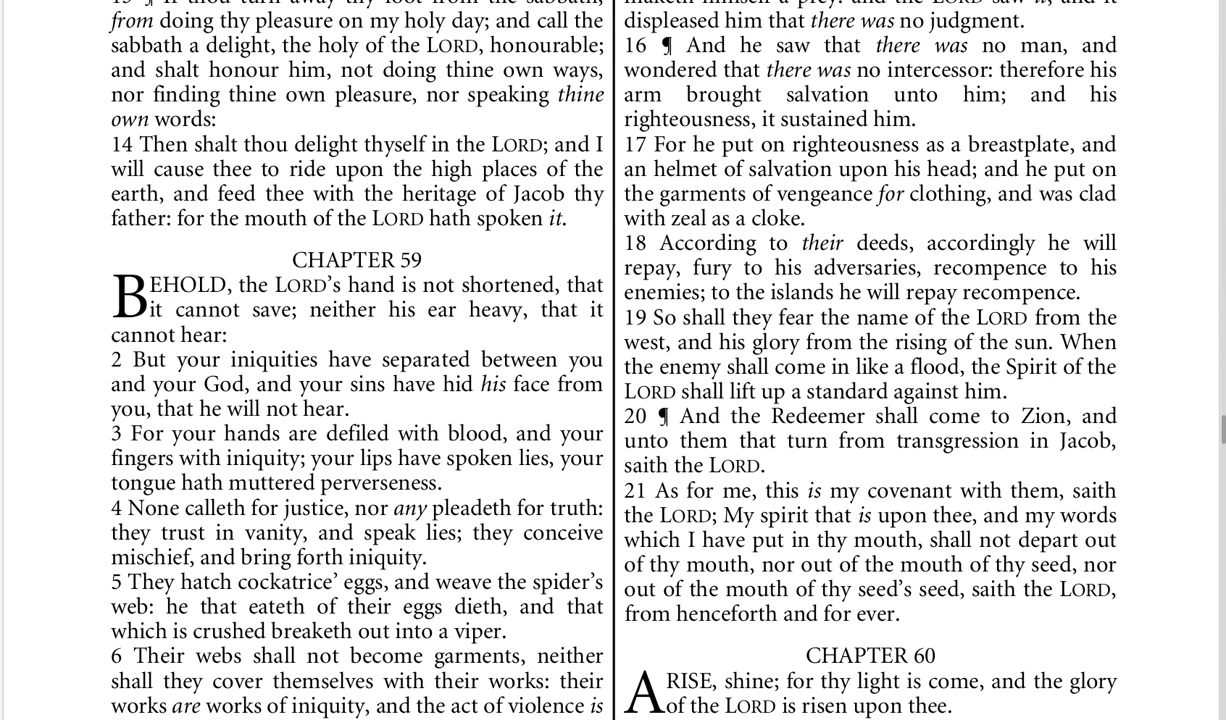 13 ¶ If thou turn away thy foot from the sabbath,
from doing thy pleasure on my holy day; and call the
sabbath a delight, the holy of the LORD, honourable;
and shalt honour him, not doing thine own ways,
nor finding thine own pleasure, nor speaking thine
own words:
14 Then shalt thou delight thyself in the LORD; and I
will cause thee to ride upon the high places of the
earth, and feed thee with the heritage of Jacob thy
father: for the mouth of the LORD hath spoken it.
CHAPTER 59
BEHOLD, the LORD’s hand is not shortened, that
it cannot save; neither his ear heavy, that it
cannot hear:
2 But your iniquities have separated between you
and your God, and your sins have hid his face from
you, that he will not hear.
3 For your hands are defiled with blood, and your
fingers with iniquity; your lips have spoken lies, your
tongue hath muttered perverseness.
4 None calleth for justice, nor any pleadeth for truth:
they trust in vanity, and speak lies; they conceive
mischief, and bring forth iniquity.
5 They hatch cockatrice’ eggs, and weave the spider’s
web: he that eateth of their eggs dieth, and that
which is crushed breaketh out into a viper.
6 Their webs shall not become garments, neither
shall they cover themselves with their works: their
works are works of iniquity, and the act of violence is
maketh himself a prey: and the LORD saw it, and it
displeased him that there was no judgment.
16 ¶ And he saw that there was no man, and
wondered that there was no intercessor: therefore his
arm brought salvation unto him; and his
righteousness, it sustained him.
17 For he put on righteousness as a breastplate, and
an helmet of salvation upon his head; and he put on
the garments of vengeance for clothing, and was clad
with zeal as a cloke.
18 According to their deeds, accordingly he will
repay, fury to his adversaries, recompence to his
enemies; to the islands he will repay recompence.
19 So shall they fear the name of the LORD from the
west, and his glory from the rising of the sun. When
the enemy shall come in like a flood, the Spirit of the
LORD shall lift up a standard against him.
20 ¶ And the Redeemer shall come to Zion, and
unto them that turn from transgression in Jacob,
saith the LORD.
21 As for me, this is my covenant with them, saith
the LORD; My spirit that is upon thee, and my words
which I have put in thy mouth, shall not depart out
of thy mouth, nor out of the mouth of thy seed, nor
out of the mouth of thy seed’s seed, saith the LORD,
from henceforth and for ever.
CHAPTER 60
ARISE, shine; for thy light is come, and the glory
of the LORD is risen upon thee.